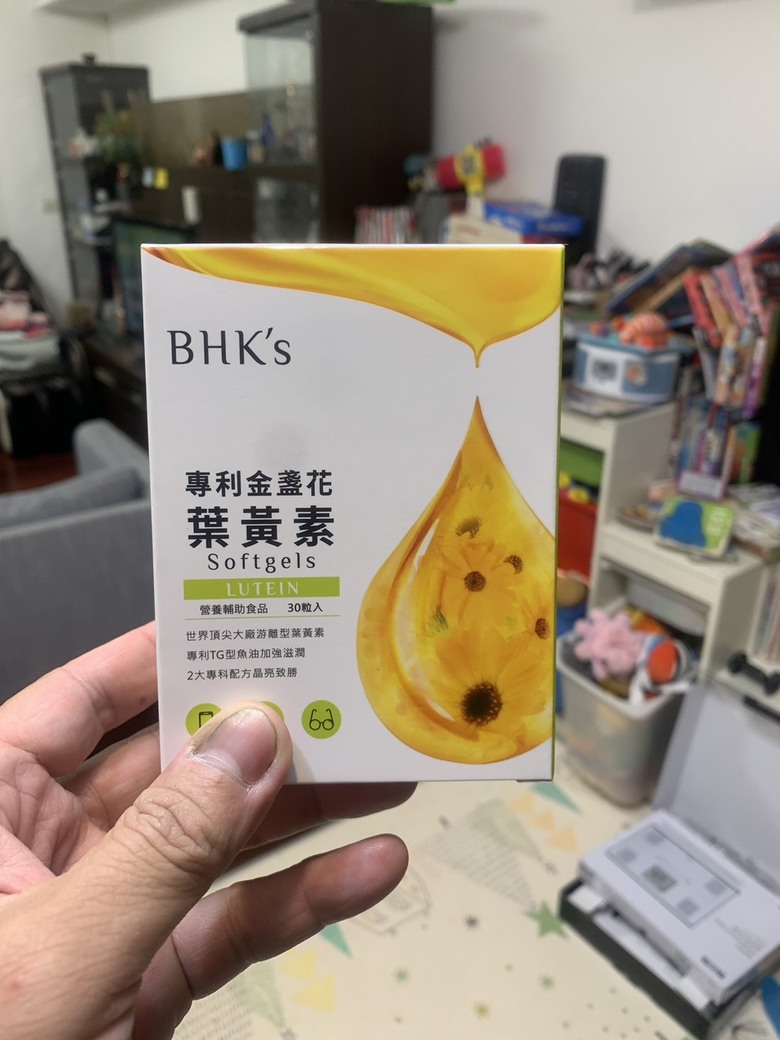 BHK's
專利金盞花
葉黃素
Softgels
LUTEIN
營養輔助食品 30粒入
世界頂尖大廠游離型葉黃素
專利TG型魚油加強滋潤
2大專科配方晶亮致勝